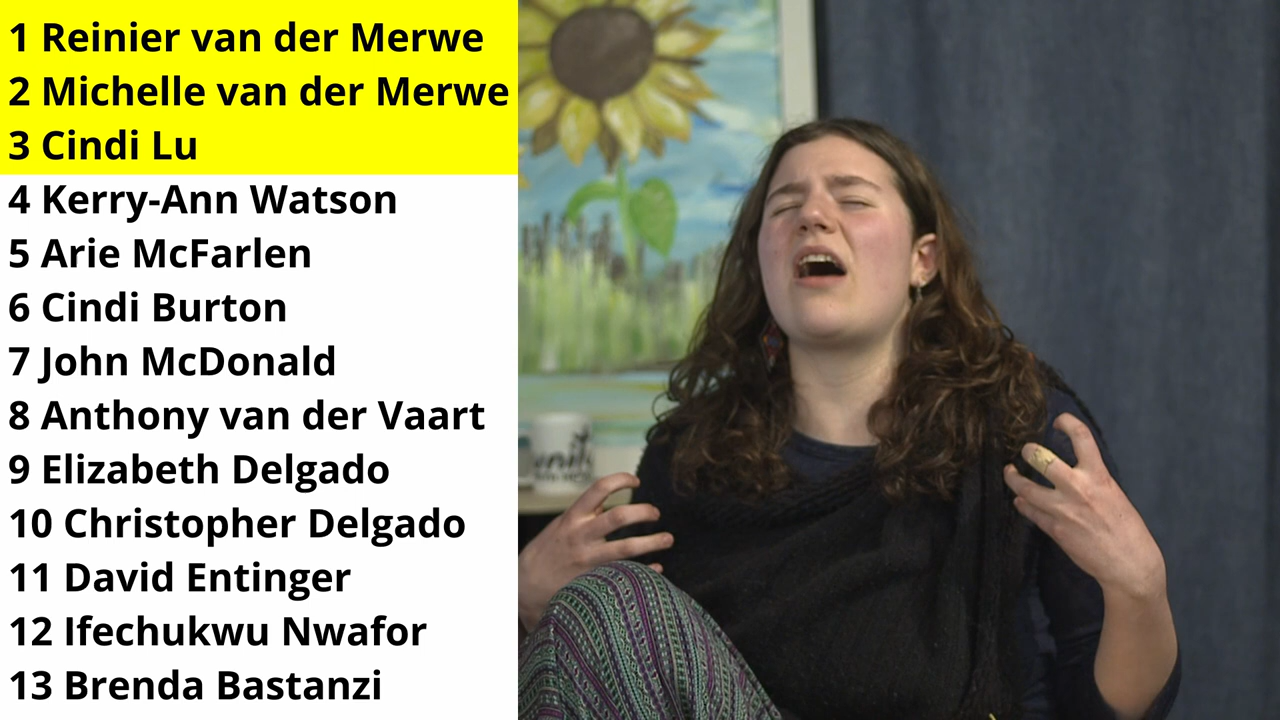 1 Reinier van der Merwe
2 Michelle van der Merwe
3 Cindi Lu
4 Kerry-Ann Watson
5 Arie McFarlen
6 Cindi Burton
7 John McDonald
8 Anthony van der Vaart
9 Elizabeth Delgado
10 Christopher Delgado
11 David Entinger
12 Ifechukwu Nwafor
13 Brenda Bastanzi